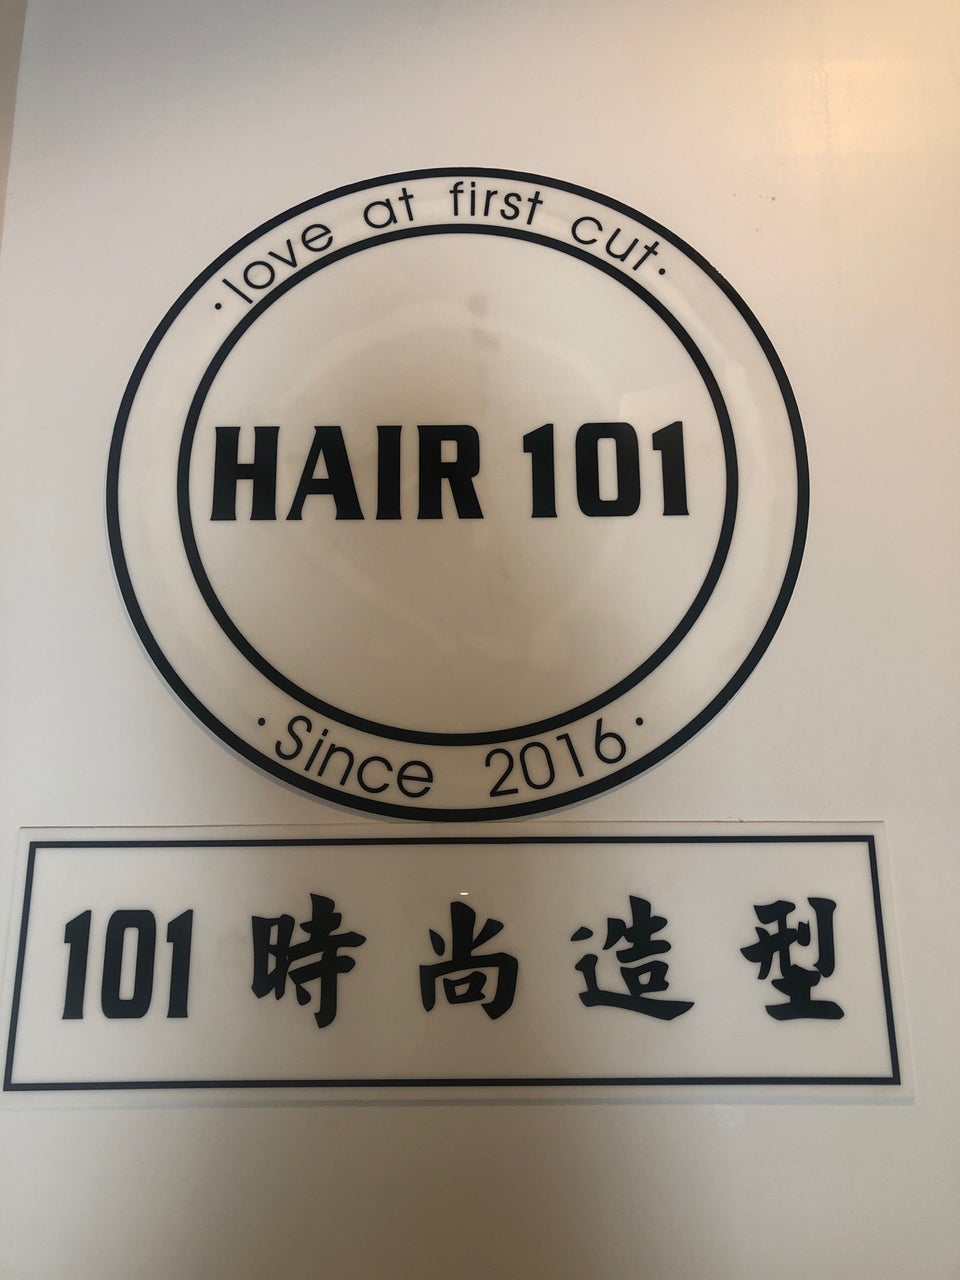 ·love at first cut·
HAIR 101
·Since 2016·
101 時尚造型